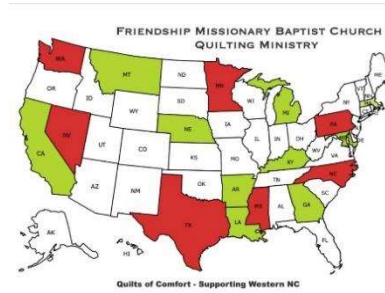 FRIENDSHIP MISSIONARY BAPTIST CHURCH
QUILTING MINISTRY
WA
MT
ND
MN
OR
ID
SD
WI
MI
NY
ME
WY
NE
IA
PA
NV
UT
CO
IL
IN
OH
WV
VA
CA
KS
MO
KY
NC
AZ
NM
OK
AR
TN
SC
MS
AL
GA
TX
LA
FL
AK
HI
Quilts of Comfort - Supporting Western NC